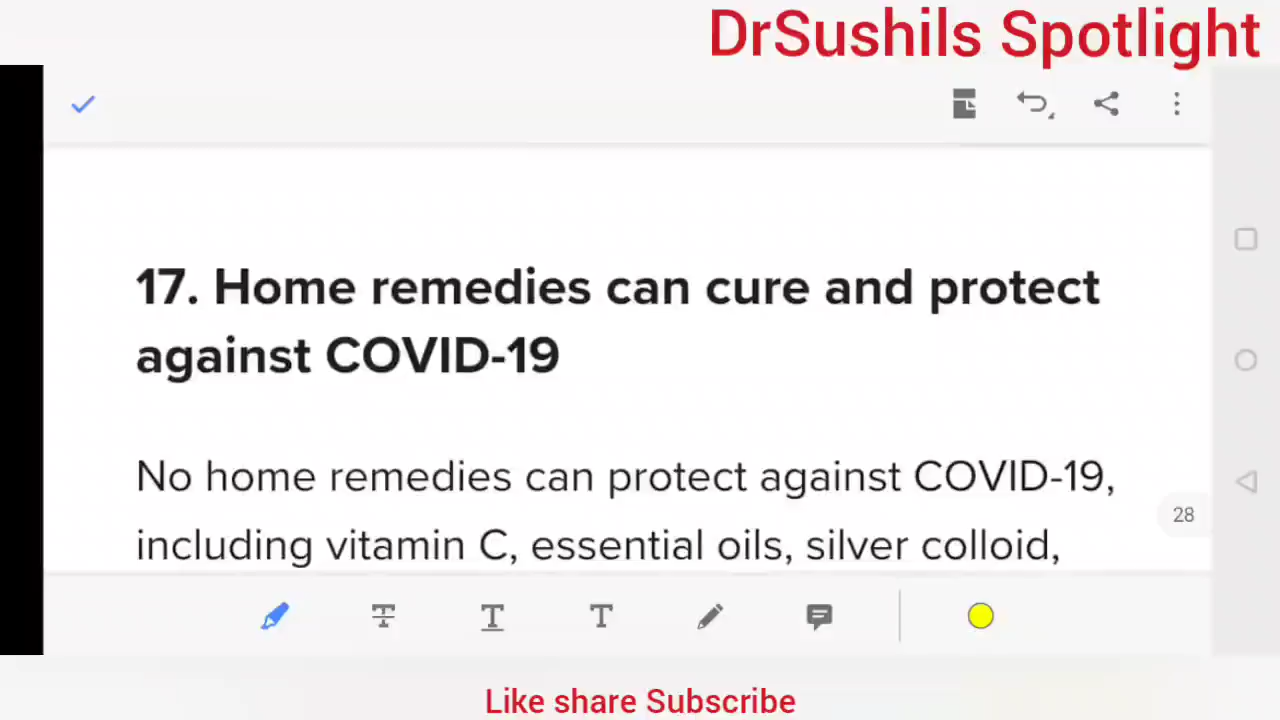 DrSushils Spotlight
17. Home remedies can cure and protect
against COVID-19
No home remedies can protect against COVID-19,
including vitamin C, essential oils, silver colloid,
28
T
T
T
Like share Subscribe